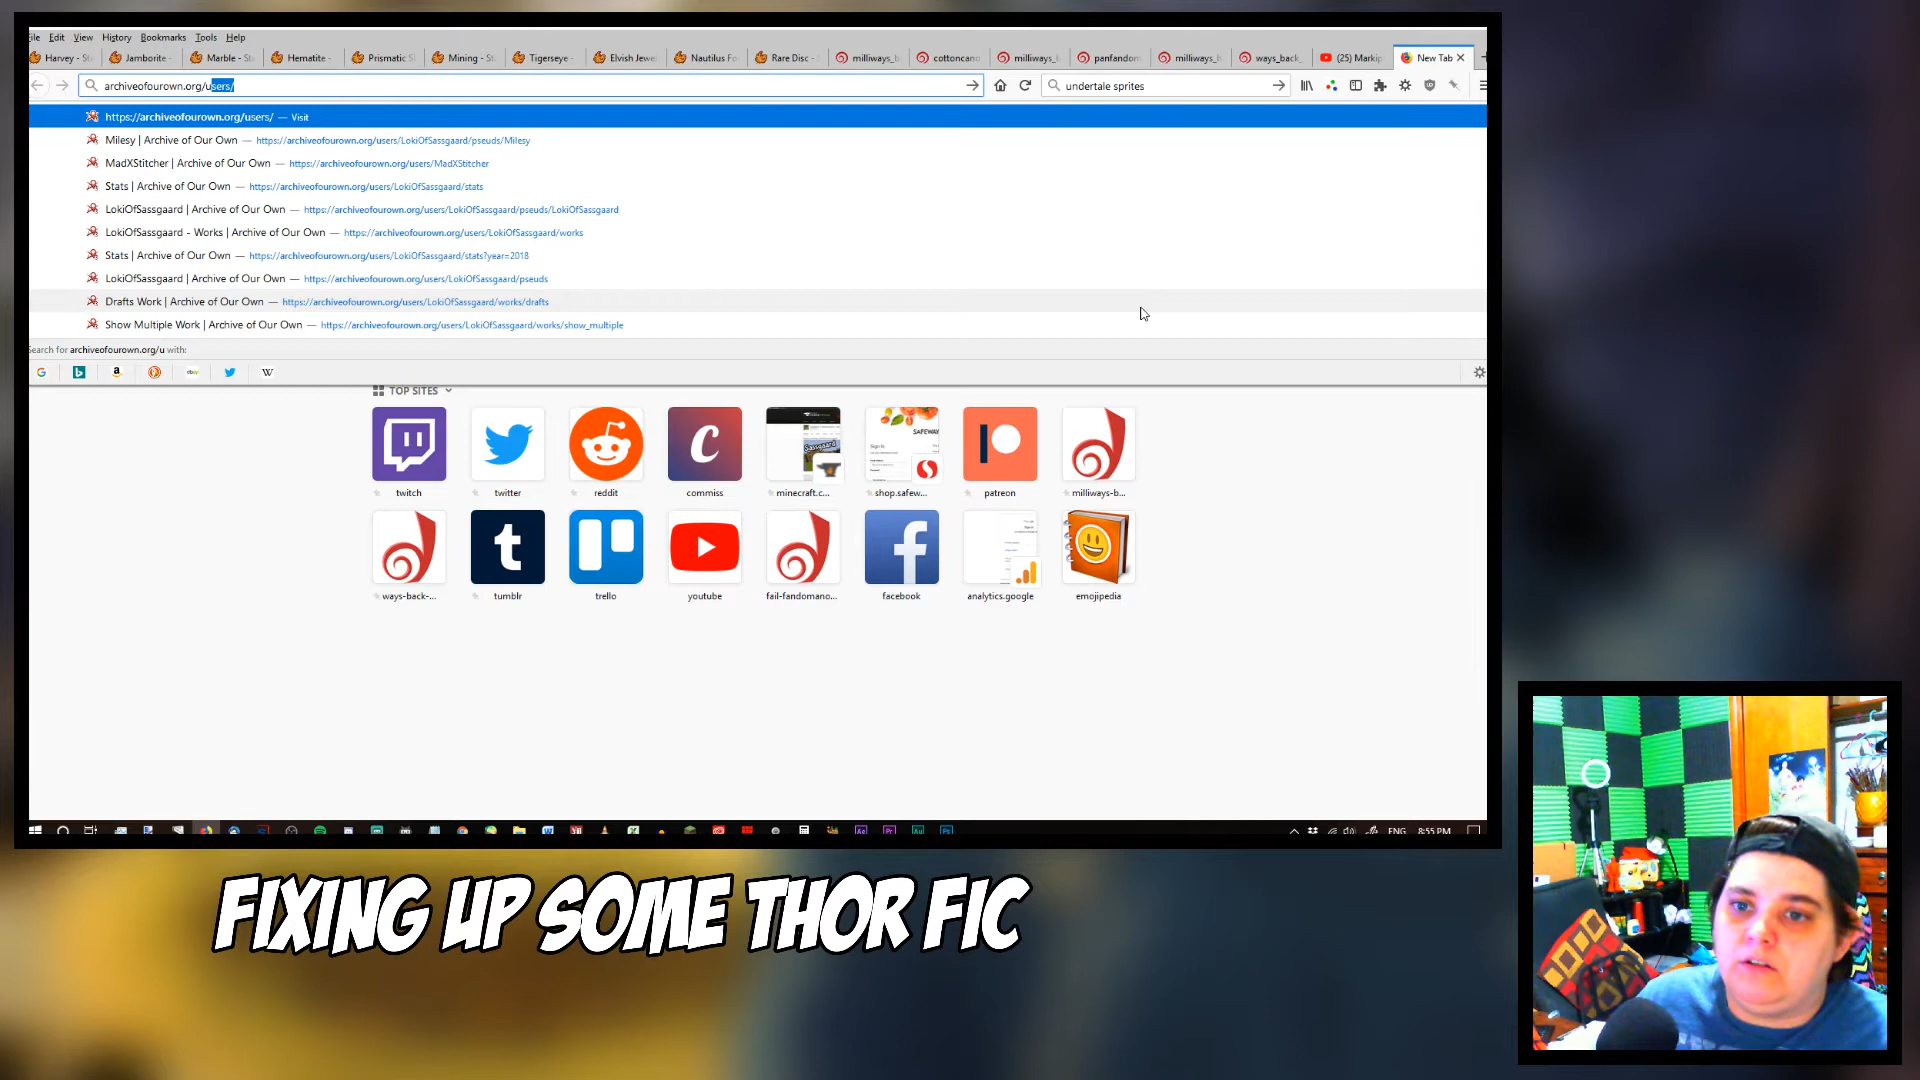 File Edit View History Bookmarks Tools Help
Harvey - St Jamborite - Marble - St Hematite - Prismatic S Mining - St Tigerseye - Elvish Jewel Nautilus Fo Rare Disc - milliways_b cottoncand milliways_b panfandom milliways_b ways_back_ (25) Markip New Tab
archiveofourown.org/users/ undertale sprites
https://archiveofourown.org/users/ — Visit
Milesy | Archive of Our Own — https://archiveofourown.org/users/LokiOfSassgaard/pseuds/Milesy
MadXStitcher | Archive of Our Own — https://archiveofourown.org/users/MadXStitcher
Stats | Archive of Our Own — https://archiveofourown.org/users/LokiOfSassgaard/stats
LokiOfSassgaard | Archive of Our Own — https://archiveofourown.org/users/LokiOfSassgaard/pseuds/LokiOfSassgaard
LokiOfSassgaard - Works | Archive of Our Own — https://archiveofourown.org/users/LokiOfSassgaard/works
Stats | Archive of Our Own — https://archiveofourown.org/users/LokiOfSassgaard/stats?year=2018
LokiOfSassgaard | Archive of Our Own — https://archiveofourown.org/users/LokiOfSassgaard/pseuds
Drafts Work | Archive of Our Own — https://archiveofourown.org/users/LokiOfSassgaard/works/drafts
Show Multiple Work | Archive of Our Own — https://archiveofourown.org/users/LokiOfSassgaard/works/show_multiple
Search for archiveofourown.org/u with:
TOP SITES
twitch twitter reddit commiss minecraft.c... shop.safew... patreon milliways-b...
ways-back-... tumblr trello youtube fail-fandomano... facebook analytics.google emojipedia
ENG 8:55 PM
FIXING UP SOME THOR FIC